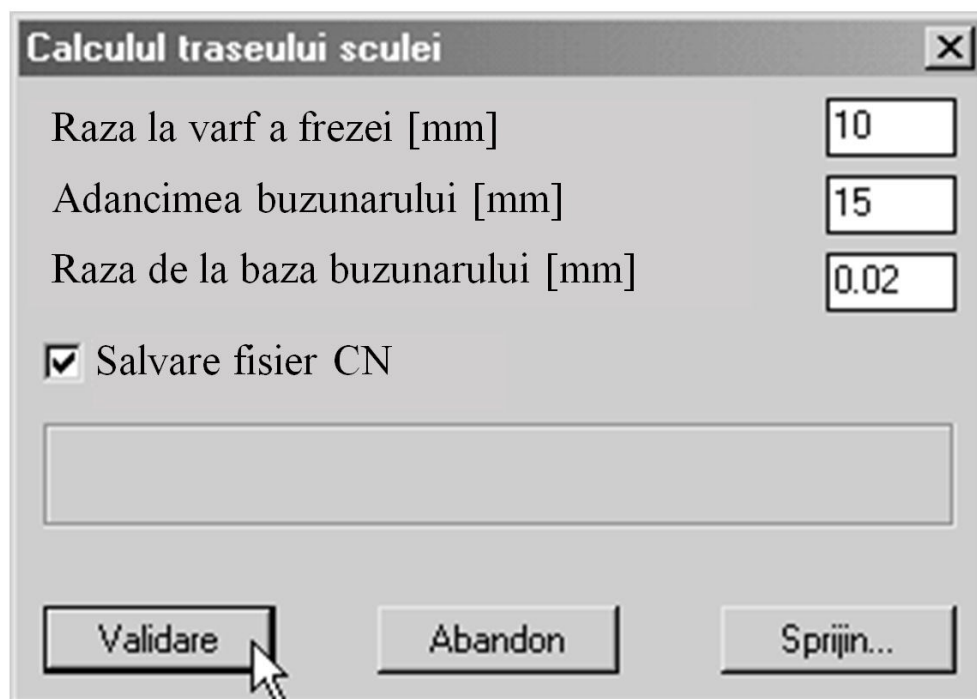 Calculul traseului sculei
Raza la varf a frezei [mm] 10
Adancimea buzunarului [mm] 15
Raza de la baza buzunarului [mm] 0.02
Salvare fisier CN
Validare Abandon Sprijin...